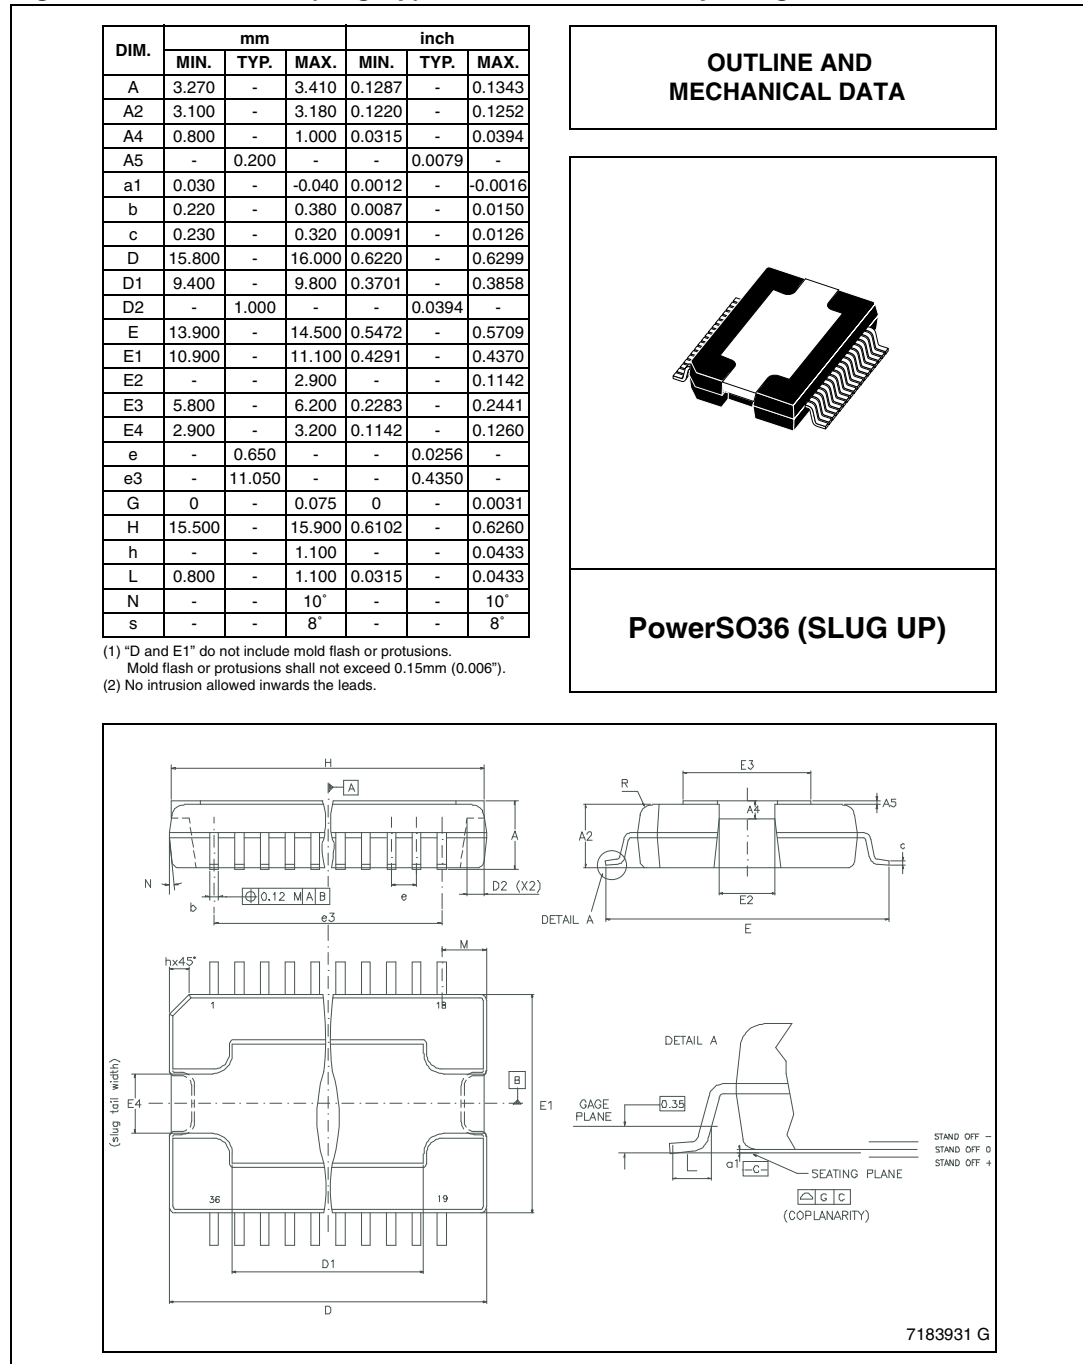 DIM. mm inch
MIN. TYP. MAX. MIN. TYP. MAX.
A 3.270 - 3.410 0.1287 - 0.1343
A2 3.100 - 3.180 0.1220 - 0.1252
A4 0.800 - 1.000 0.0315 - 0.0394
A5 - 0.200 - - 0.0079 -
a1 0.030 - -0.040 0.0012 - -0.0016
b 0.220 - 0.380 0.0087 - 0.0150
c 0.230 - 0.320 0.0091 - 0.0126
D 15.800 - 16.000 0.6220 - 0.6299
D1 9.400 - 9.800 0.3701 - 0.3858
D2 - 1.000 - - 0.0394 -
E 13.900 - 14.500 0.5472 - 0.5709
E1 10.900 - 11.100 0.4291 - 0.4370
E2 - - 2.900 - - 0.1142
E3 5.800 - 6.200 0.2283 - 0.2441
E4 2.900 - 3.200 0.1142 - 0.1260
e - 0.650 - - 0.0256 -
e3 - 11.050 - - 0.4350 -
G 0 - 0.075 0 - 0.0031
H 15.500 - 15.900 0.6102 - 0.6260
h - - 1.100 - - 0.0433
L 0.800 - 1.100 0.0315 - 0.0433
N - - 10˚ - - 10˚
s - - 8˚ - - 8˚
(1) “D and E1” do not include mold flash or protusions.
Mold flash or protusions shall not exceed 0.15mm (0.006”).
(2) No intrusion allowed inwards the leads.
OUTLINE AND
MECHANICAL DATA
PowerSO36 (SLUG UP)
H
A
A
N
b
0.12 M A B
e
D2 (X2)
e3
E3
R
A4
A5
A2
c
DETAIL A
E2
E
M
hx45°
1
18
(slug tail width)
E4
B
E1
36
19
D1
D
DETAIL A
GAGE
PLANE
0.35
L
a1
-C-
SEATING PLANE
G C
(COPLANARITY)
STAND OFF -
STAND OFF 0
STAND OFF +
7183931 G